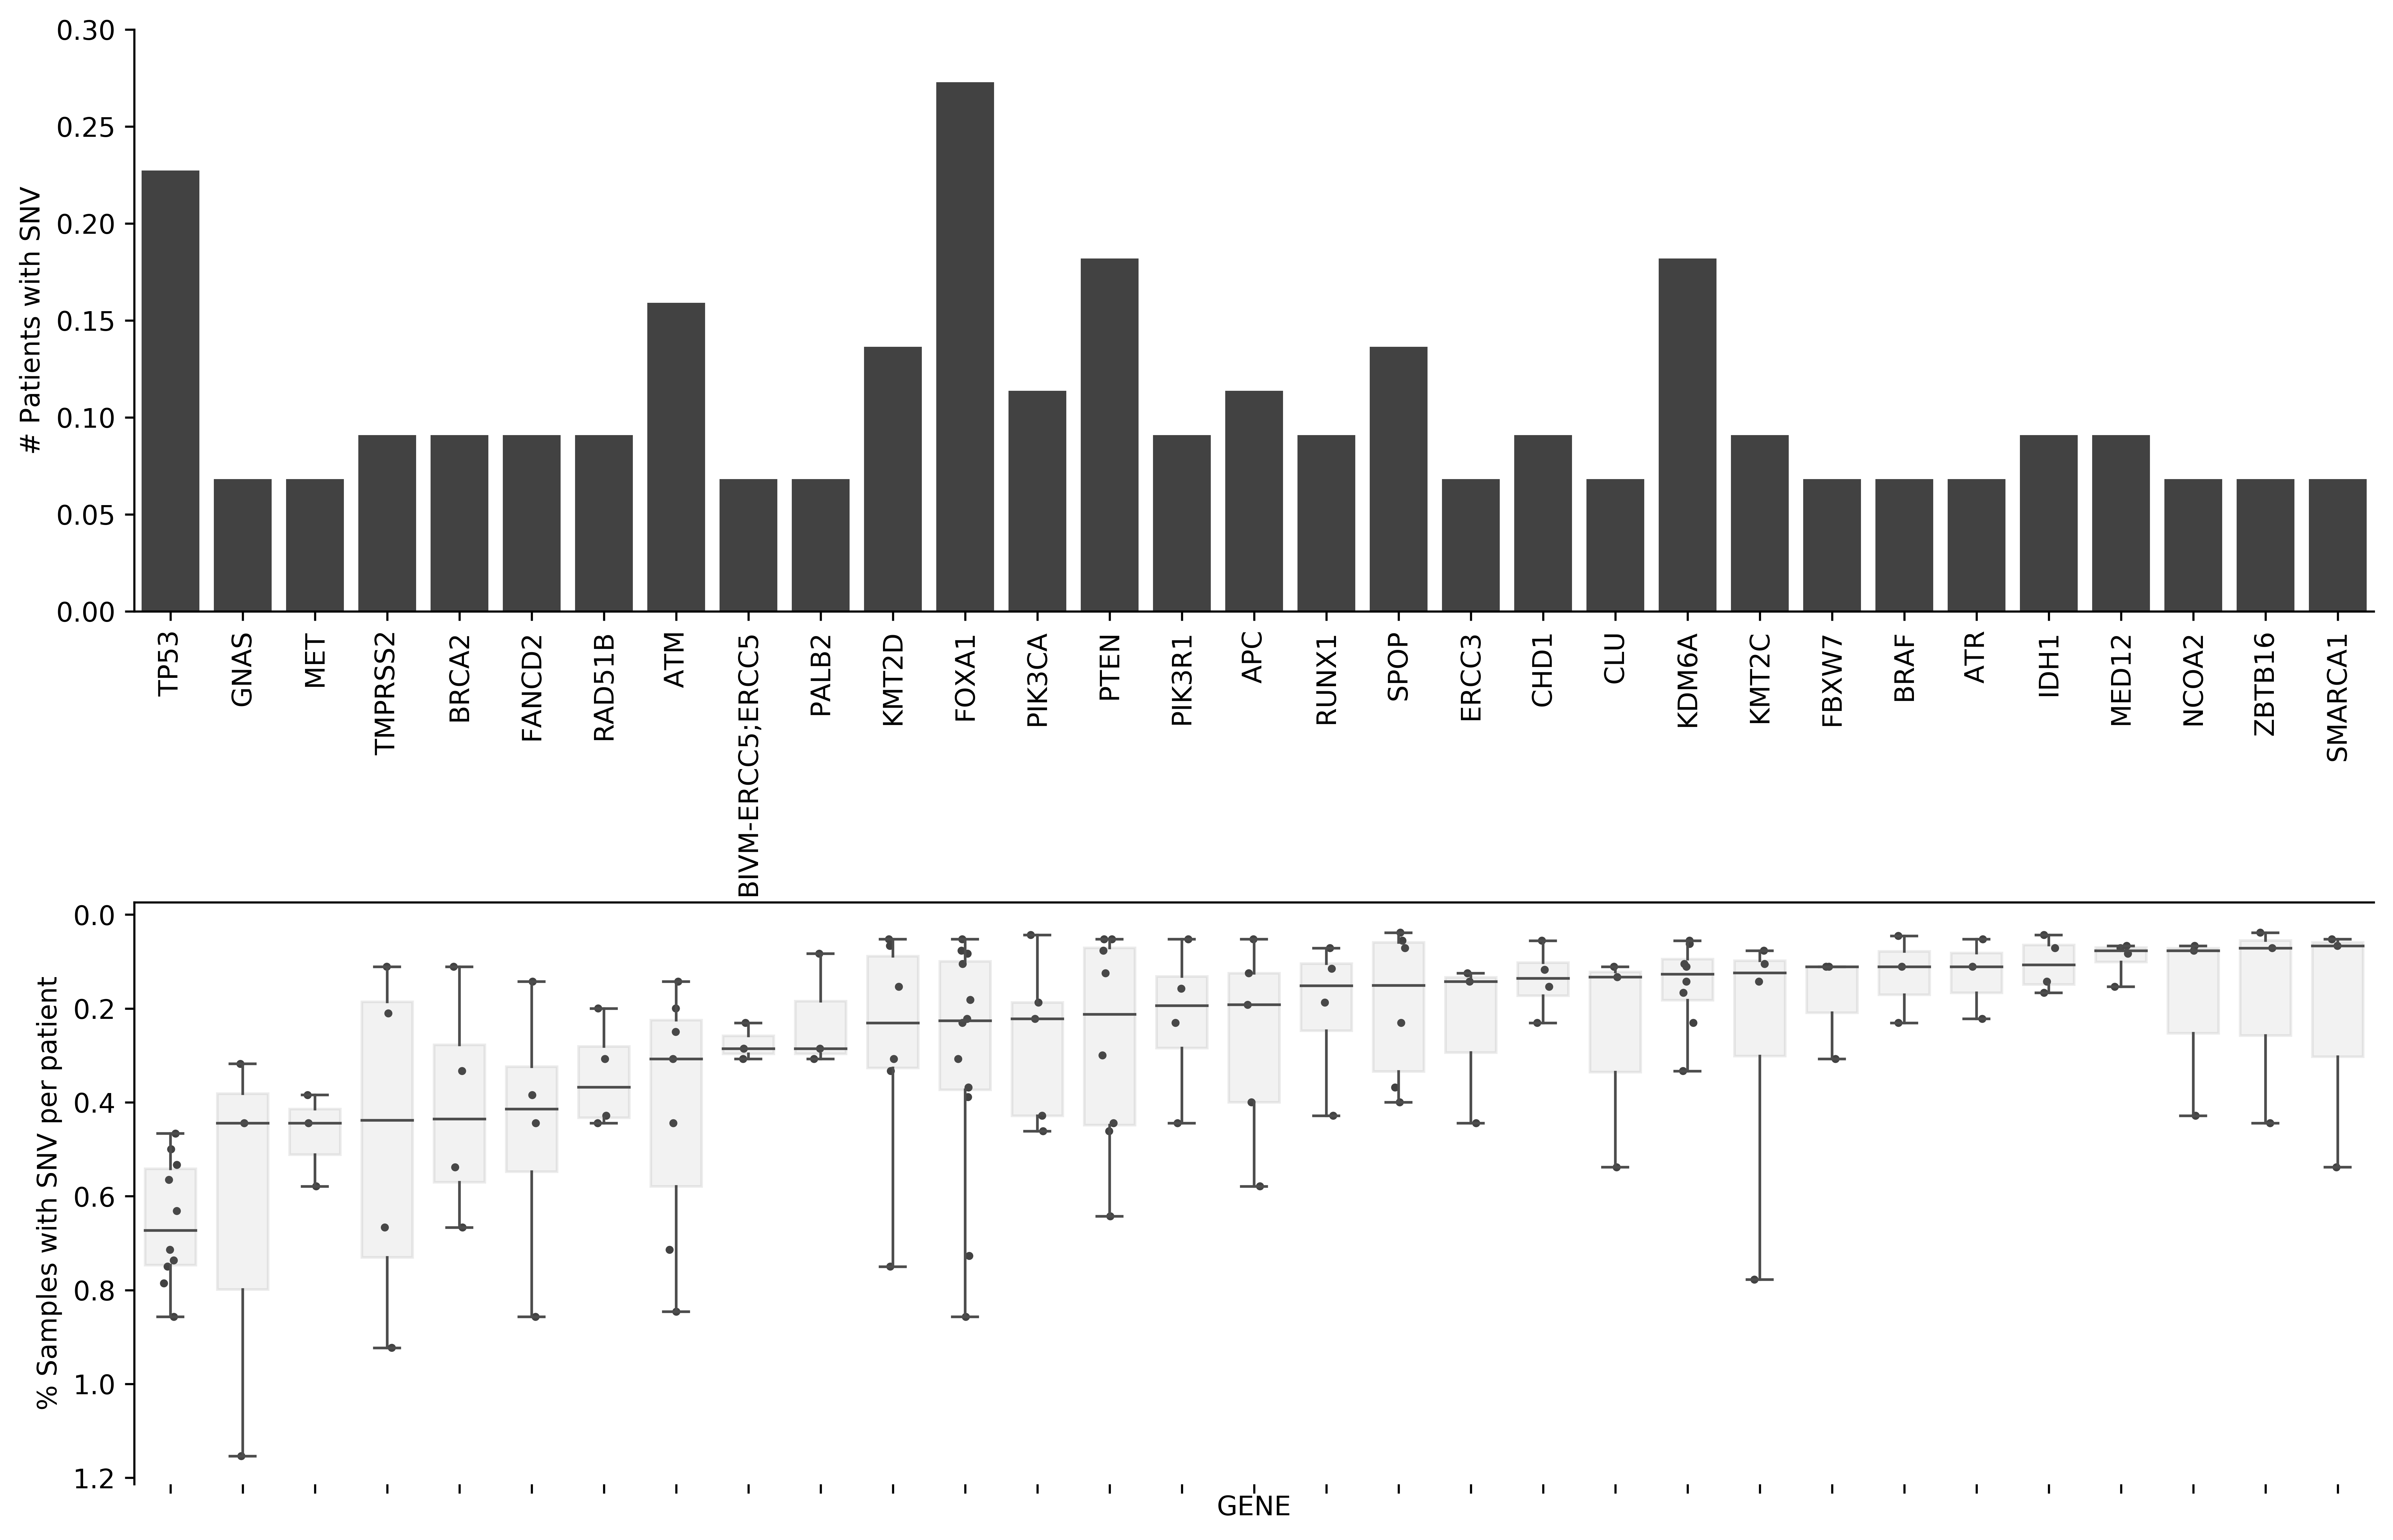 # Patients with SNV
0.30
0.25
0.20
0.15
0.10
0.05
0.00
TP53
GNAS
MET
TMPRSS2
BRCA2
FANCD2
RAD51B
ATM
BIVM-ERCC5;ERCC5
PALB2
KMT2D
FOXA1
PIK3CA
PTEN
PIK3R1
APC
RUNX1
SPOP
ERCC3
CHD1
CLU
KDM6A
KMT2C
FBXW7
BRAF
ATR
IDH1
MED12
NCOA2
ZBTB16
SMARCA1
% Samples with SNV per patient
0.0
0.2
0.4
0.6
0.8
1.0
1.2
GENE